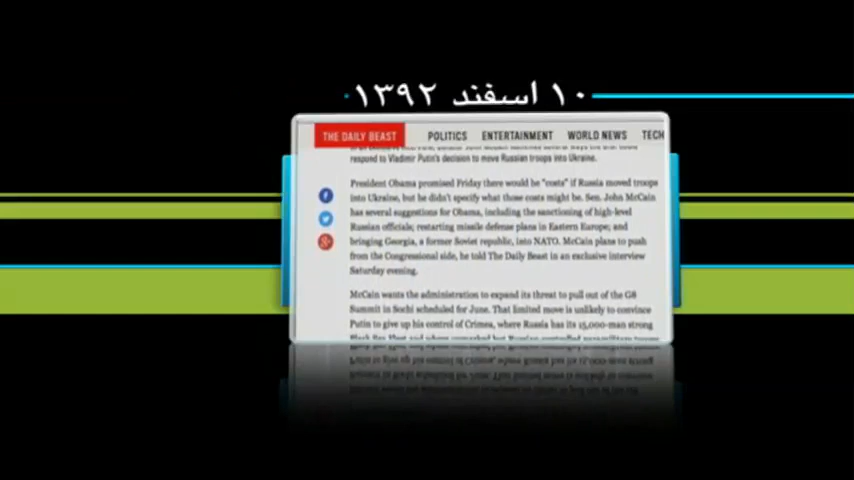 ۱۰ اسفند ۱۳۹۲
THE DAILY BEAST POLITICS ENTERTAINMENT WORLD NEWS TECH
respond to Vladimir Putin's decision to move Russian troops into Ukraine.
President Obama promised Friday there would be "costs" if Russia moved troops
into Ukraine, but he didn't specify what those costs might be. Sen. John McCain
has several suggestions for Obama, including the sanctioning of high-level
Russian officials; restarting missile defense plans in Eastern Europe; and
bringing Georgia, a former Soviet republic, into NATO. McCain plans to push
from the Congressional side, he told The Daily Beast in an exclusive interview
Saturday evening.
McCain wants the administration to expand its threat to pull out of the G8
Summit in Sochi scheduled for June. That limited move is unlikely to convince
Putin to give up his control of Crimea, where Russia has its 15,000-man strong